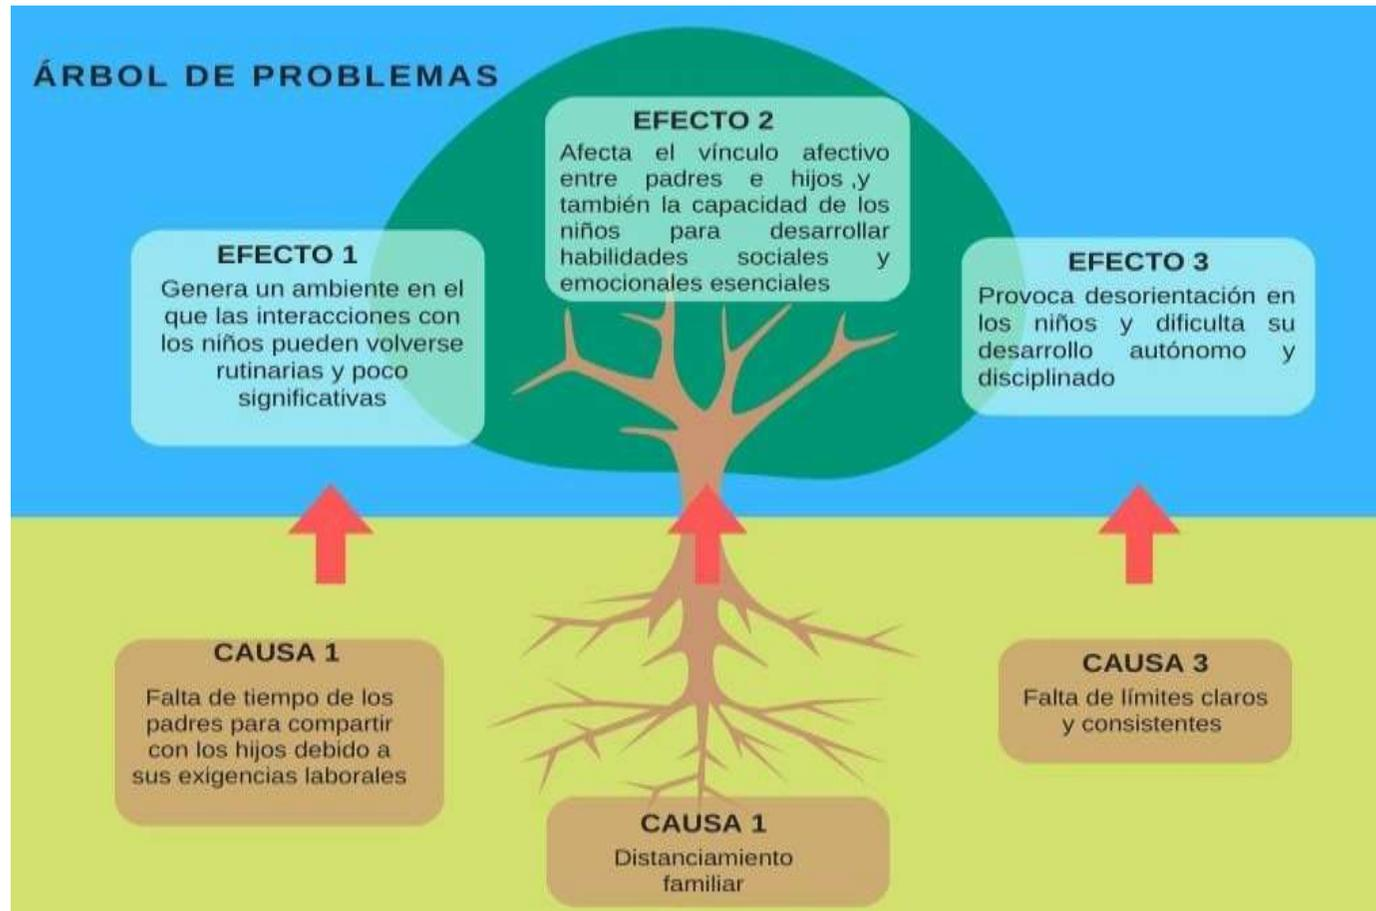 ÁRBOL DE PROBLEMAS
EFECTO 2
Afecta el vínculo afectivo
entre padres e hijos ,y
también la capacidad de los
niños para desarrollar
habilidades sociales y
emocionales esenciales
EFECTO 1
Genera un ambiente en el
que las interacciones con
los niños pueden volverse
rutinarias y poco
significativas
EFECTO 3
Provoca desorientación en
los niños y dificulta su
desarrollo autónomo y
disciplinado
CAUSA 1
Falta de tiempo de los
padres para compartir
con los hijos debido a
sus exigencias laborales
CAUSA 1
Distanciamiento
familiar
CAUSA 3
Falta de límites claros
y consistentes